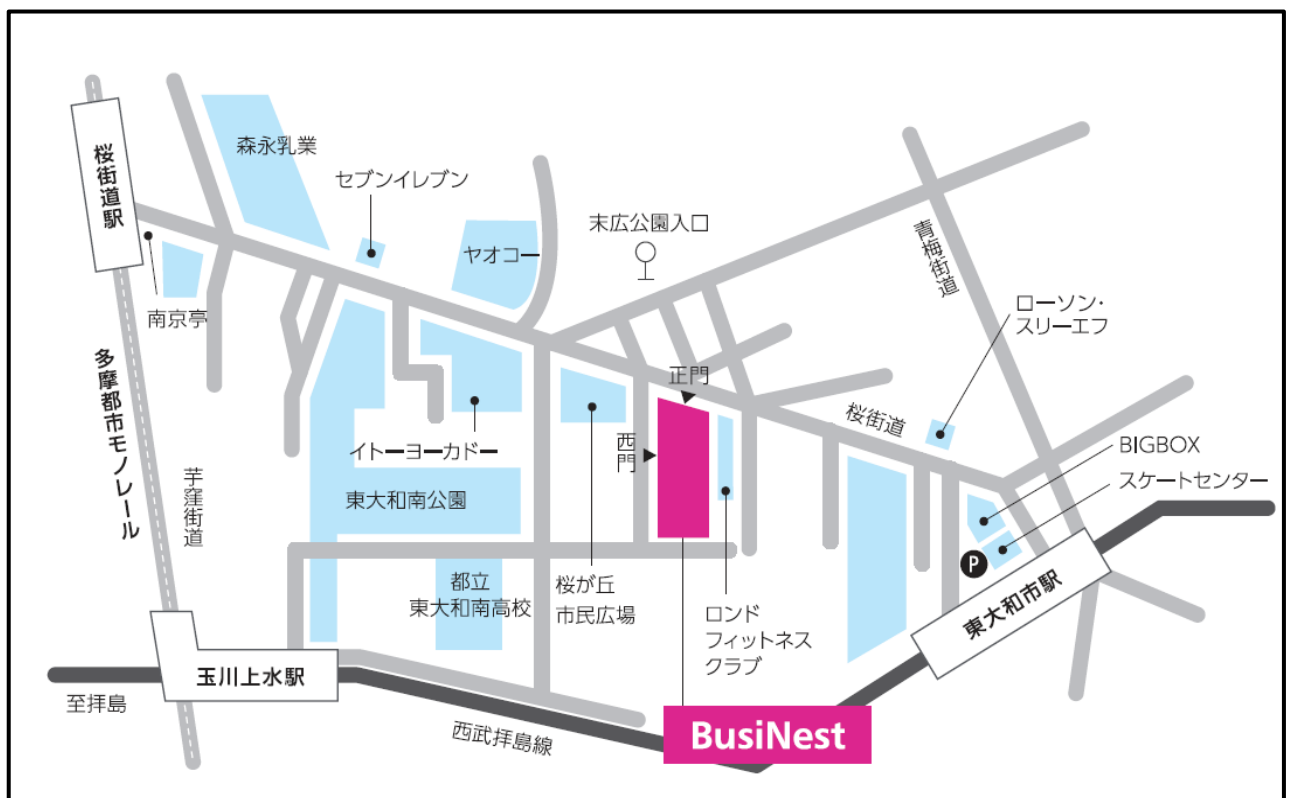 森永乳業
桜街道駅
セブンイレブン
末広公園入口
ヤオコー
青梅街道
南京亭
ローソン・
スリーエフ
多摩都市モノレール
正門
桜街道
西門
イトーヨーカドー
BIGBOX
スケートセンター
芋窪街道
東大和南公園
P
都立
東大和南高校
桜が丘
市民広場
ロンド
フィットネス
クラブ
東大和市駅
玉川上水駅
至拝島
西武拝島線
BusiNest